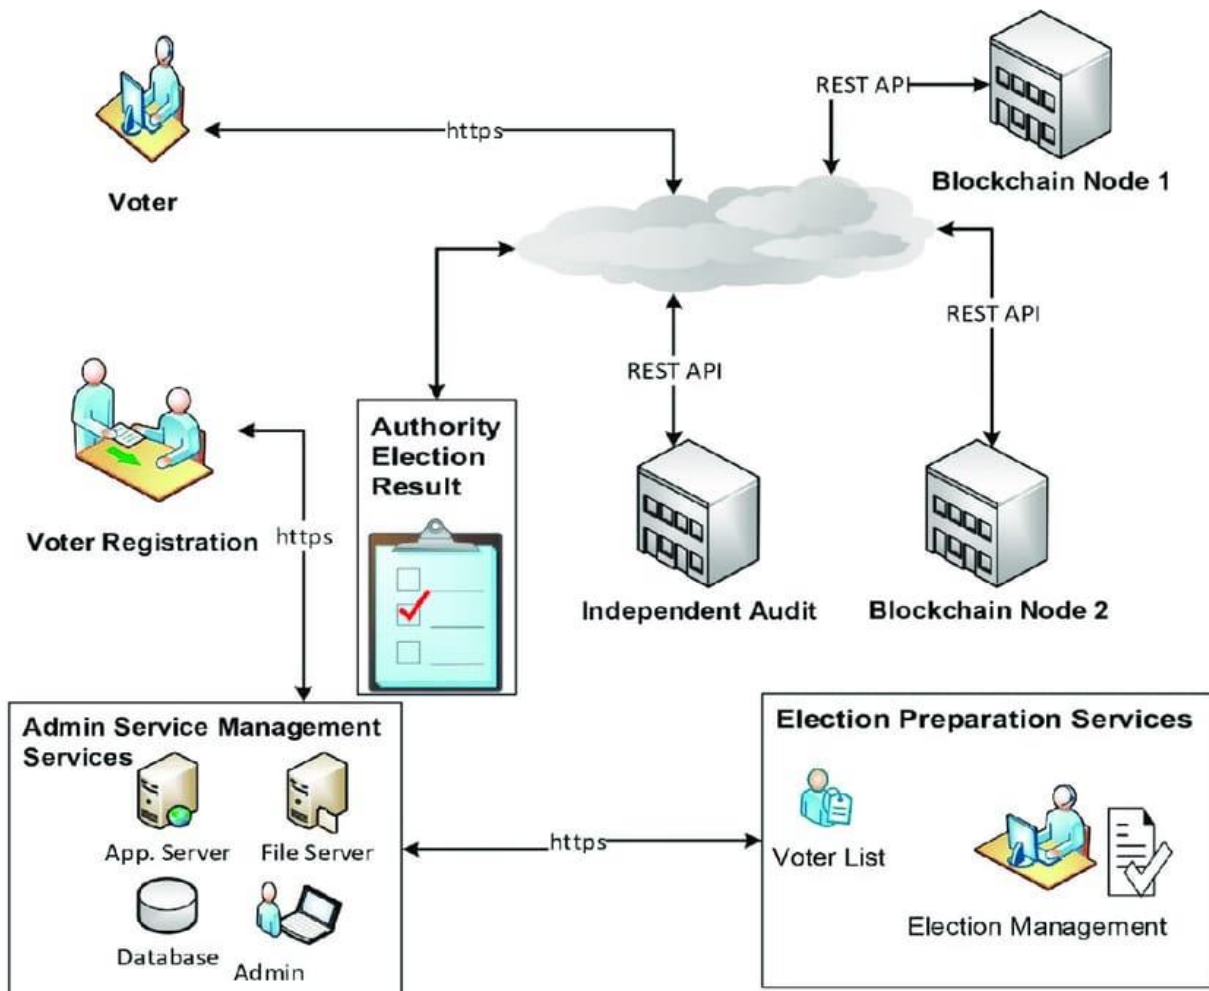 REST API
https
Blockchain Node 1
Voter
REST API
REST API
Authority
Election
Result
https
Voter Registration
Independent Audit
Blockchain Node 2
Admin Service Management
Services
App. Server
File Server
Database
Admin
https
Election Preparation Services
Voter List
Election Management